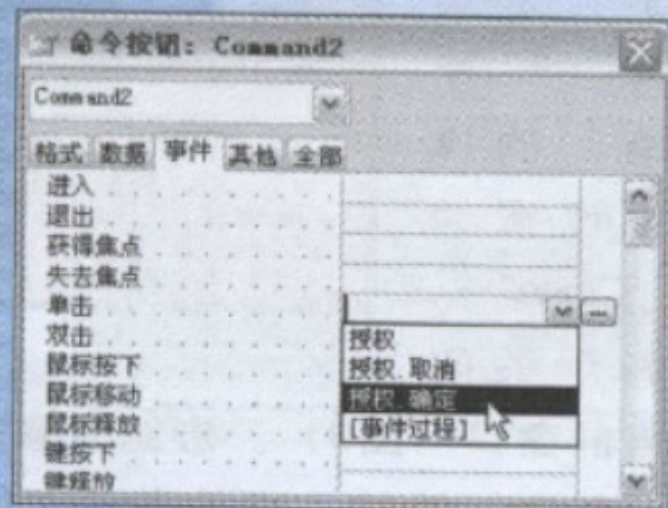 命令按钮: Command2
Command2
格式 数据 事件 其他 全部
进入
退出
获得焦点
失去焦点
单击
双击
鼠标按下
鼠标移动
鼠标释放
键按下
键释放
授权
授权.取消
授权.确定
[事件过程]